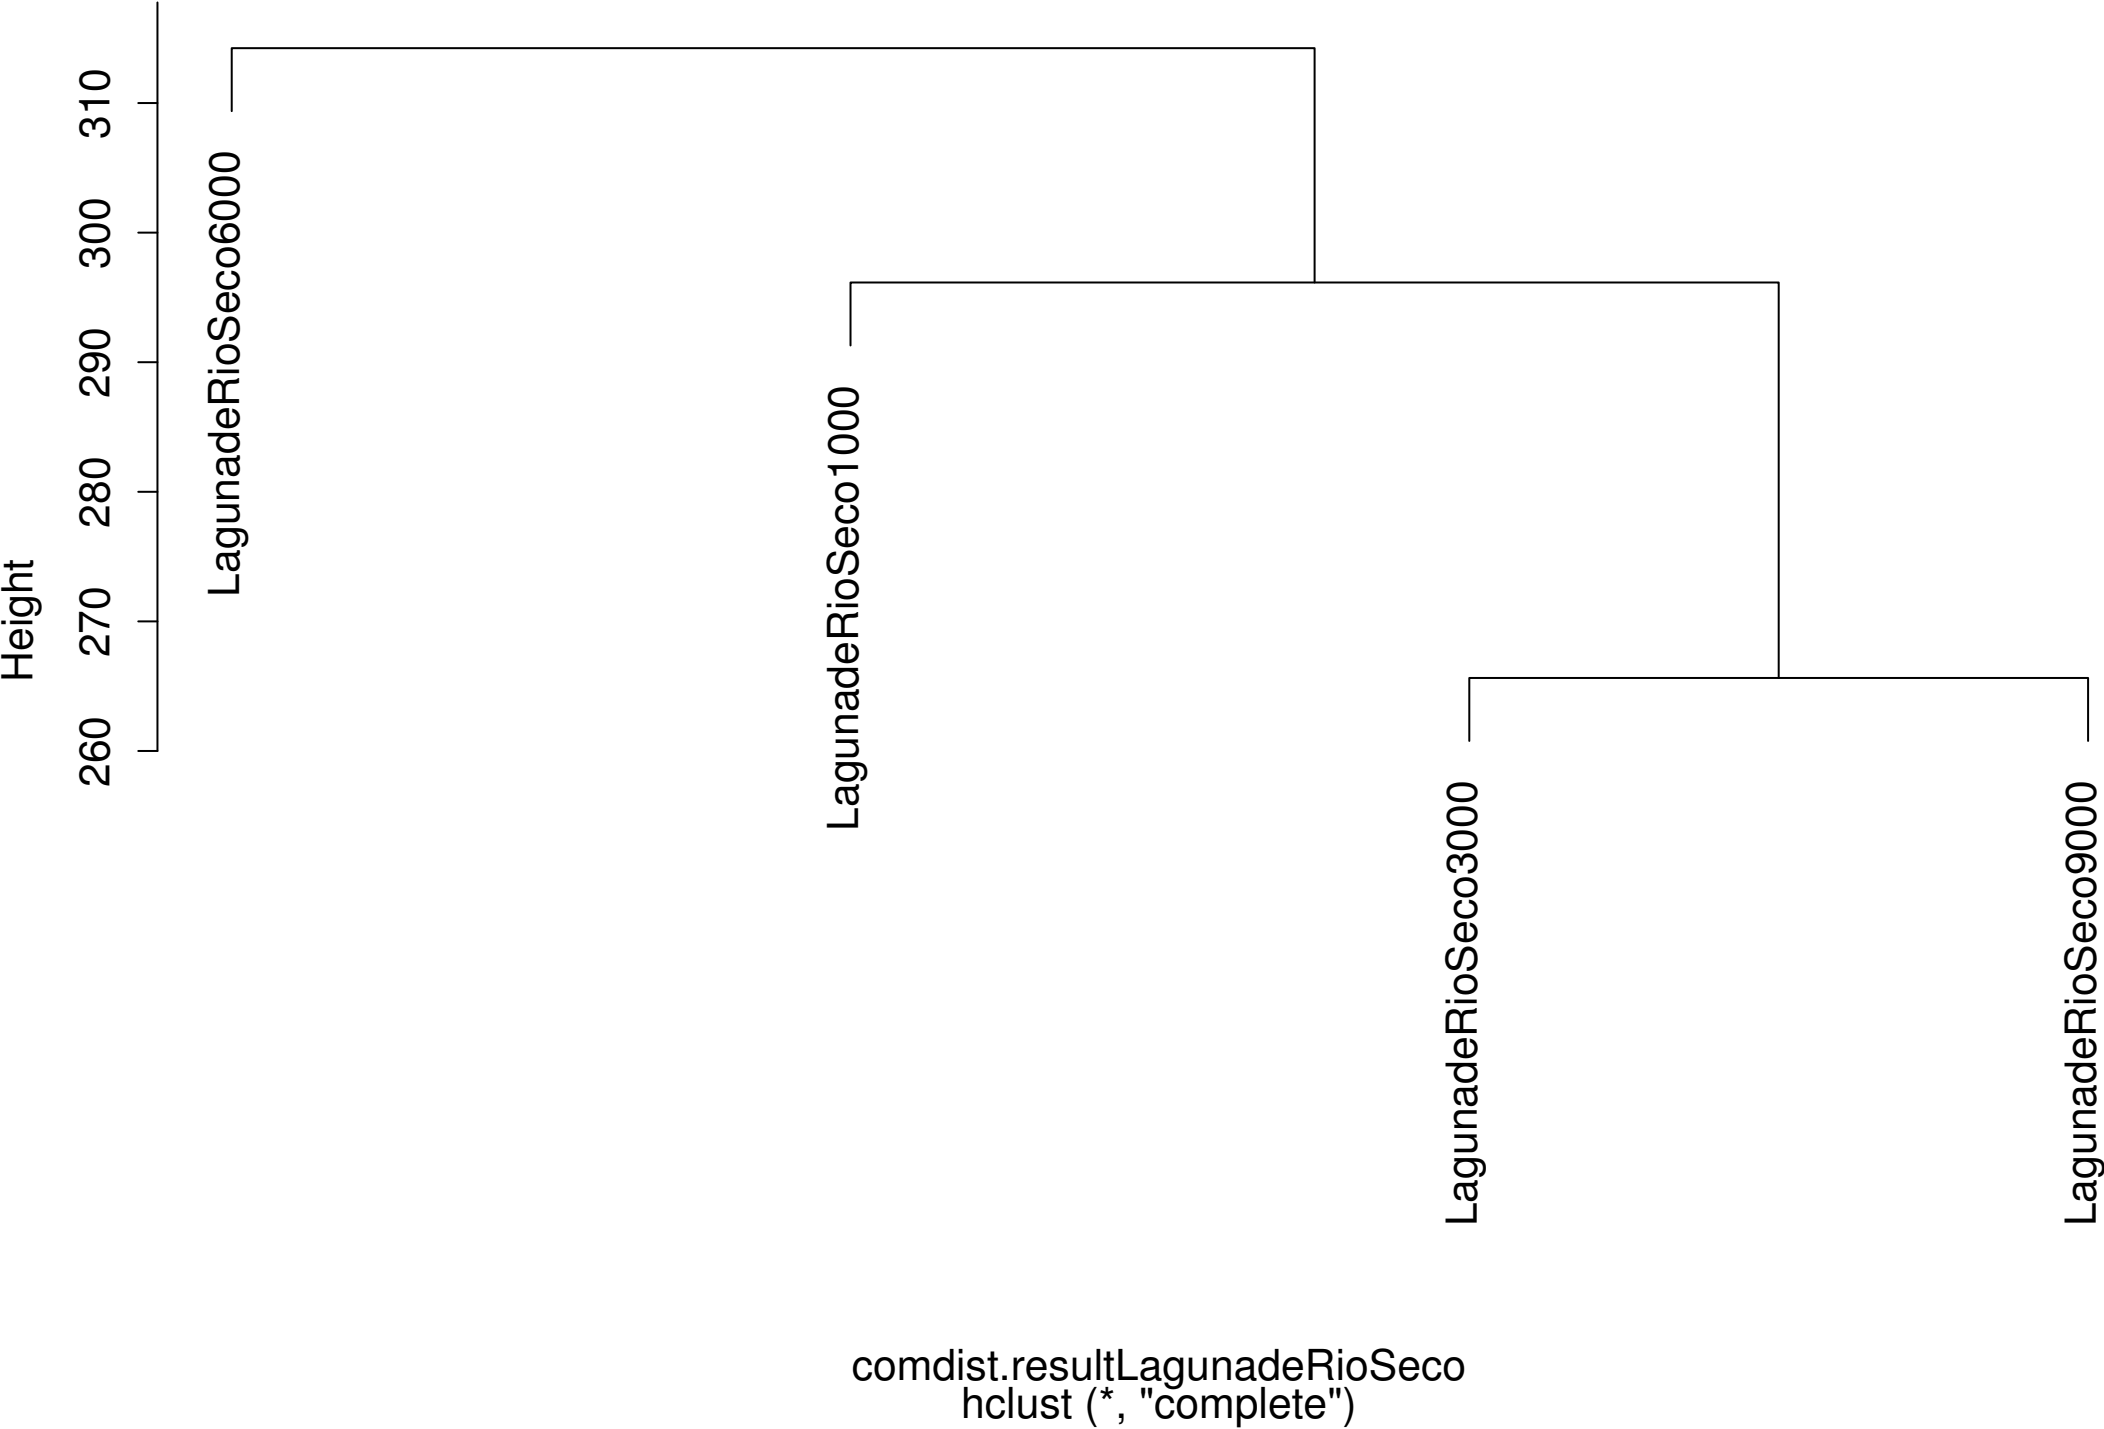 Height
310
300
290
280
270
260
LagunadeRioSeco6000
LagunadeRioSeco1000
LagunadeRioSeco3000
LagunadeRioSeco9000
comdist.resultLagunadeRioSeco
hclust (*, "complete")